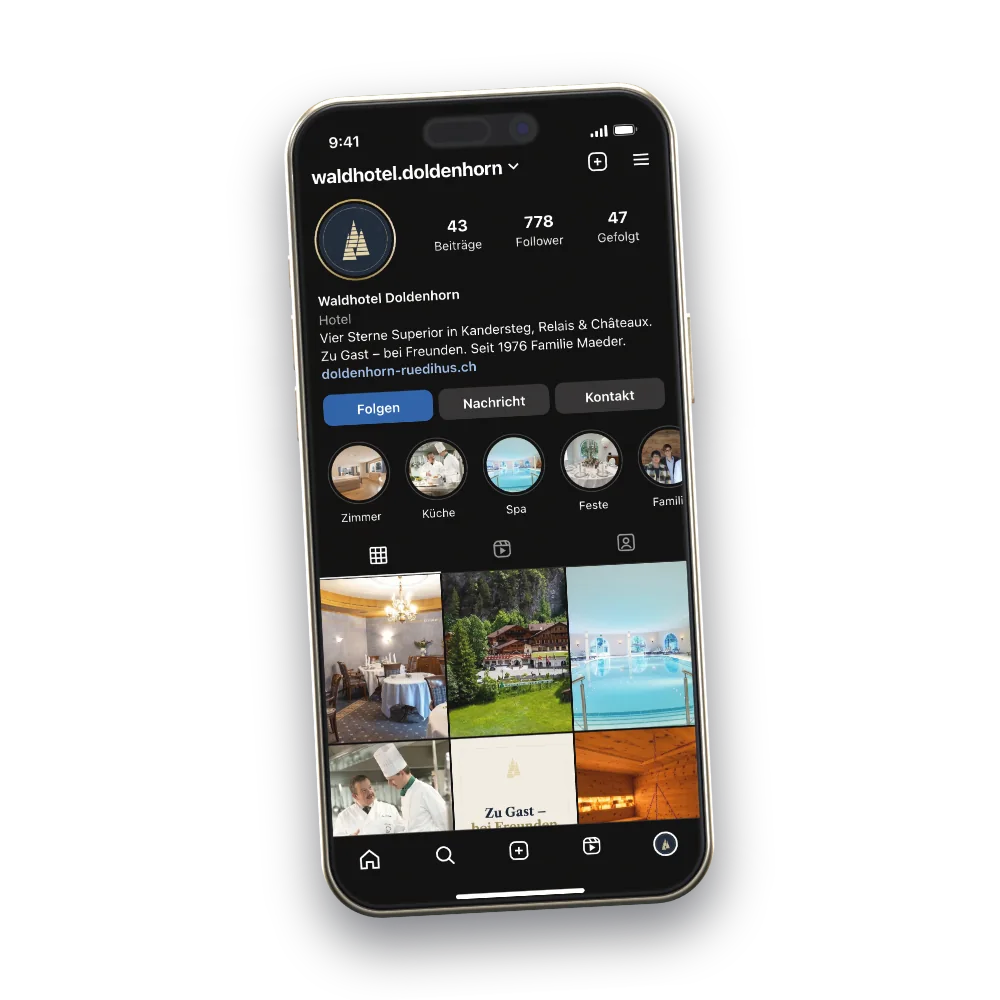 9:41
waldhotel.doldenhorn
43 778 47
Beiträge Follower Gefolgt
Waldhotel Doldenhorn
Hotel
Vier Sterne Superior in Kandersteg, Relais & Châteaux.
Zu Gast – bei Freunden. Seit 1976 Familie Maeder.
doldenhorn-ruedihus.ch
Folgen Nachricht Kontakt
Zimmer Küche Spa Feste Famili
Zu Gast –
bei Freunden